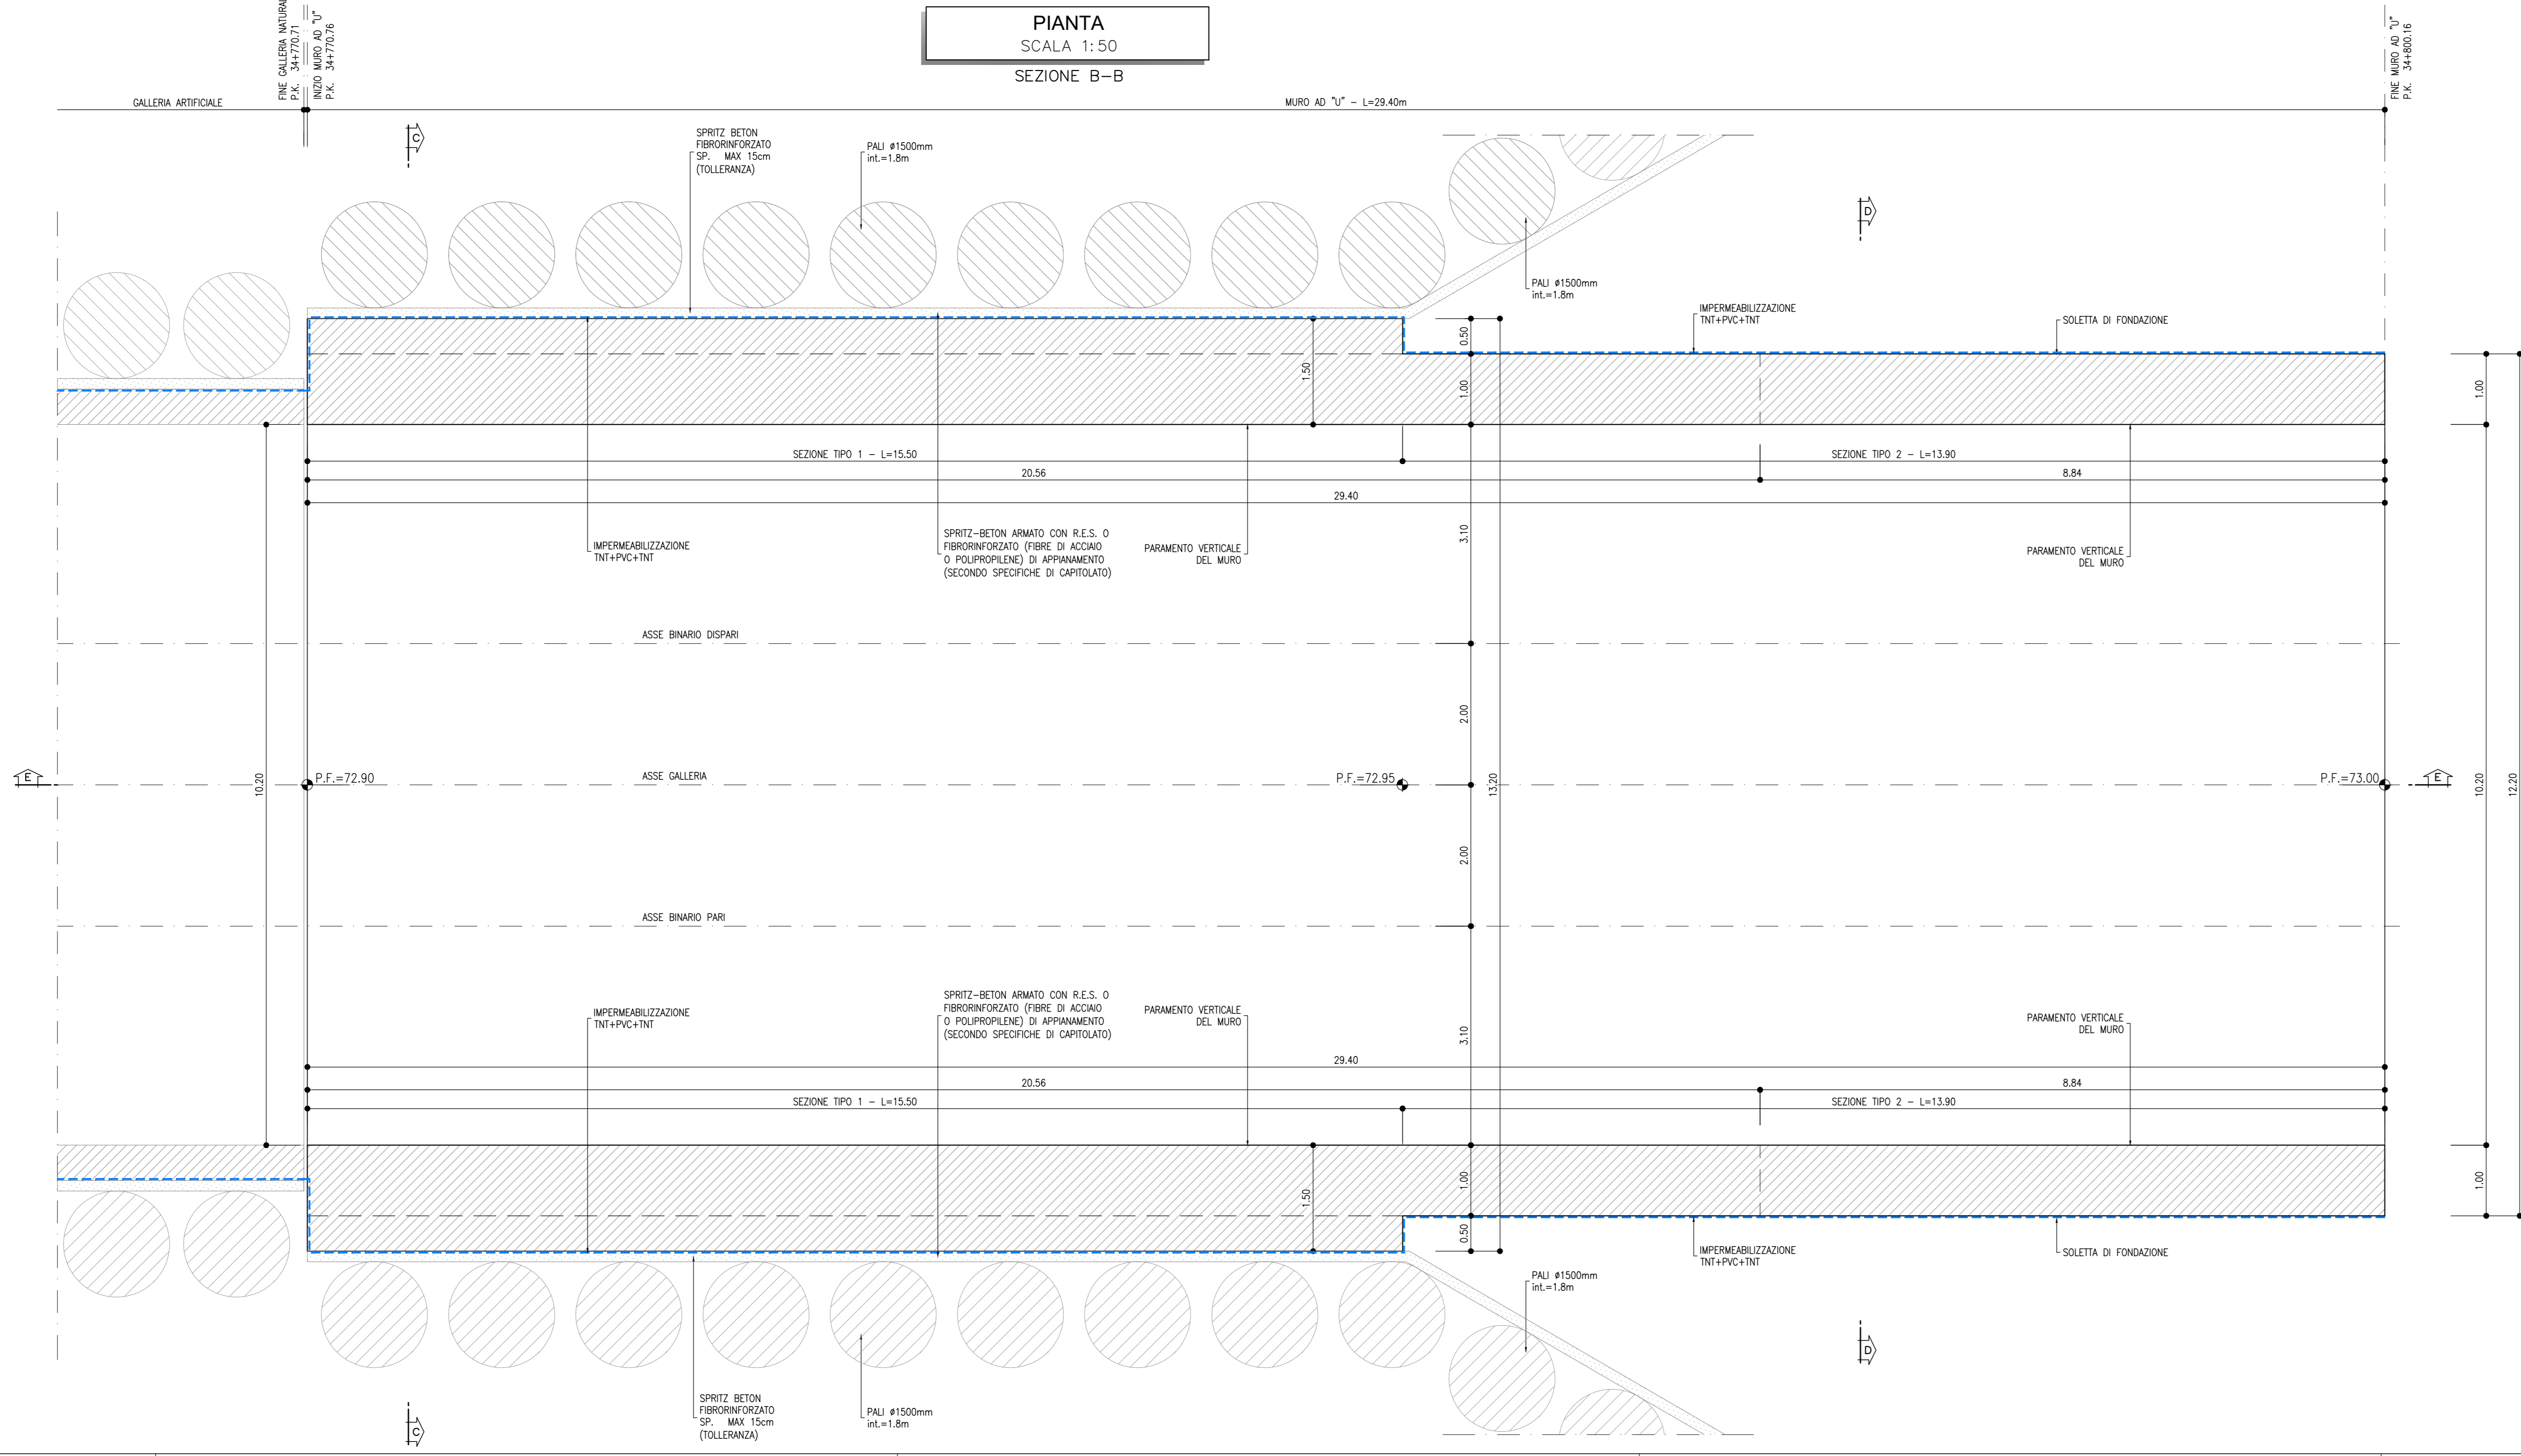 PIANTA
SCALA 1:50
SEZIONE B-B
P.K. 34+770.71
INIZIO MURO AD "U"
P.K. 34+770.76
FINE MURO AD "U"
P.K. 34+800.16
GALLERIA ARTIFICIALE
MURO AD "U" - L=29.40m
C
SPRITZ BETON
FIBRORINFORZATO
SP. MAX 15cm
(TOLLERANZA)
PALI ø1500mm
int.=1.8m
D
PALI ø1500mm
int.=1.8m
IMPERMEABILIZZAZIONE
TNT+PVC+TNT
SOLETTA DI FONDAZIONE
0.50
1.50
1.00
1.00
SEZIONE TIPO 1 - L=15.50
SEZIONE TIPO 2 - L=13.90
20.56
8.84
29.40
IMPERMEABILIZZAZIONE
TNT+PVC+TNT
SPRITZ-BETON ARMATO CON R.E.S. O
FIBRORINFORZATO (FIBRE DI ACCIAIO
O POLIPROPILENE) DI APPIANAMENTO
(SECONDO SPECIFICHE DI CAPITOLATO)
PARAMENTO VERTICALE
DEL MURO
3.10
PARAMENTO VERTICALE
DEL MURO
ASSE BINARIO DISPARI
2.00
E
10.20
P.F.=72.90
ASSE GALLERIA
P.F.=72.95
13.20
P.F.=73.00
E
10.20
12.20
2.00
ASSE BINARIO PARI
IMPERMEABILIZZAZIONE
TNT+PVC+TNT
SPRITZ-BETON ARMATO CON R.E.S. O
FIBRORINFORZATO (FIBRE DI ACCIAIO
O POLIPROPILENE) DI APPIANAMENTO
(SECONDO SPECIFICHE DI CAPITOLATO)
PARAMENTO VERTICALE
DEL MURO
3.10
PARAMENTO VERTICALE
DEL MURO
29.40
20.56
8.84
SEZIONE TIPO 1 - L=15.50
SEZIONE TIPO 2 - L=13.90
1.50
1.00
1.00
0.50
IMPERMEABILIZZAZIONE
TNT+PVC+TNT
SOLETTA DI FONDAZIONE
PALI ø1500mm
int.=1.8m
D
SPRITZ BETON
FIBRORINFORZATO
SP. MAX 15cm
(TOLLERANZA)
PALI ø1500mm
int.=1.8m
C